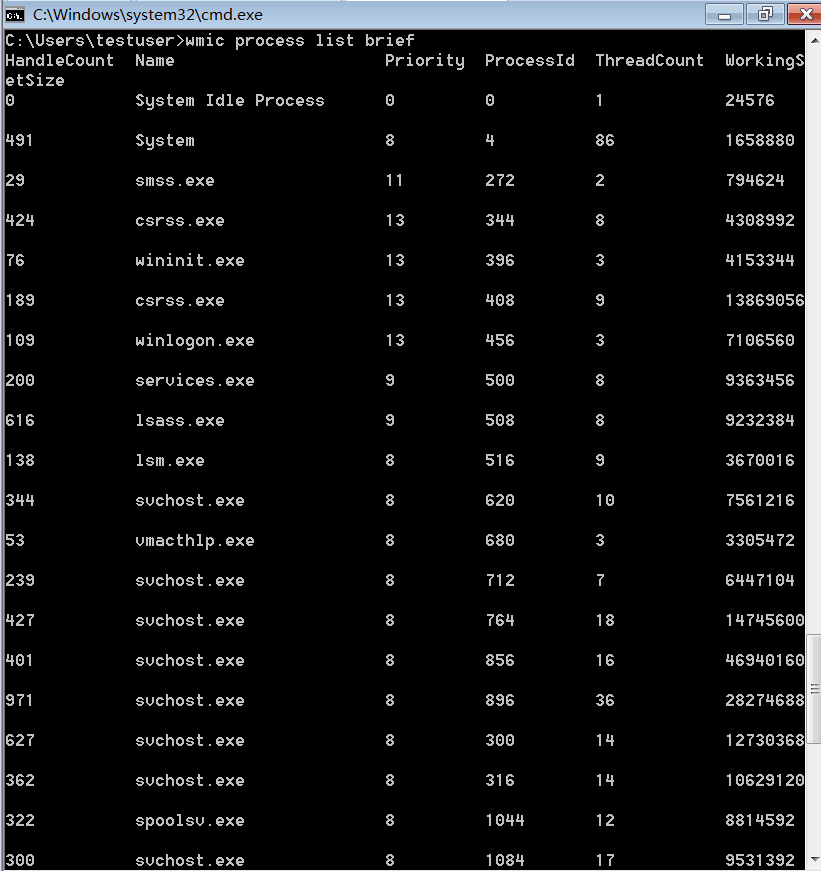 C:\Windows\system32\cmd.exe
C:\Users\testuser>wmic process list brief
HandleCount  Name                     Priority  ProcessId  ThreadCount  WorkingS
etSize
0            System Idle Process      0         0          1            24576
491          System                   8         4          86           1658880
29           smss.exe                 11        272        2            794624
424          csrss.exe                13        344        8            4308992
76           wininit.exe              13        396        3            4153344
189          csrss.exe                13        408        9            13869056
109          winlogon.exe             13        456        3            7106560
200          services.exe             9         500        8            9363456
616          lsass.exe                9         508        8            9232384
138          lsm.exe                  8         516        9            3670016
344          svchost.exe              8         620        10           7561216
53           vmacthlp.exe             8         680        3            3305472
239          svchost.exe              8         712        7            6447104
427          svchost.exe              8         764        18           14745600
401          svchost.exe              8         856        16           46940160
971          svchost.exe              8         896        36           28274688
627          svchost.exe              8         300        14           12730368
362          svchost.exe              8         316        14           10629120
322          spoolsv.exe              8         1044       12           8814592
300          svchost.exe              8         1084       17           9531392